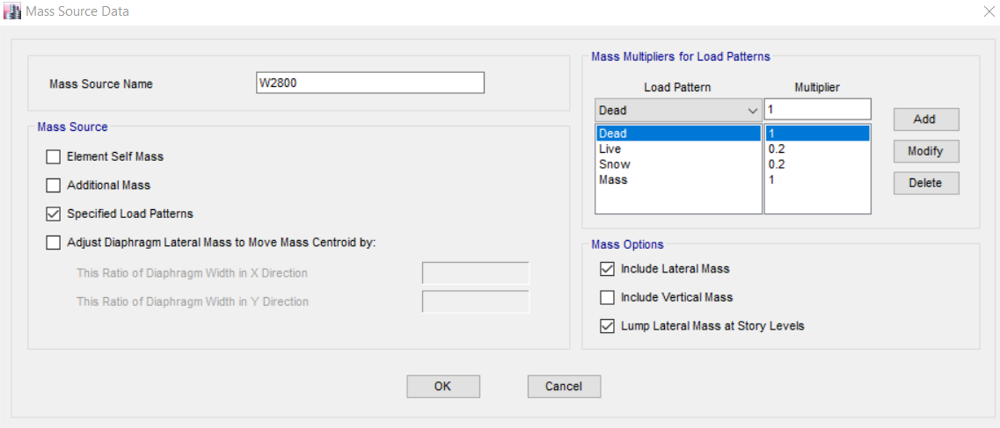 Mass Source Data
Mass Source Name W2800
Mass Source
Element Self Mass
Additional Mass
Specified Load Patterns
Adjust Diaphragm Lateral Mass to Move Mass Centroid by:
This Ratio of Diaphragm Width in X Direction
This Ratio of Diaphragm Width in Y Direction
Mass Multipliers for Load Patterns
Load Pattern Multiplier
Dead 1
Dead 1
Live 0.2
Snow 0.2
Mass 1
Add
Modify
Delete
Mass Options
Include Lateral Mass
Include Vertical Mass
Lump Lateral Mass at Story Levels
OK Cancel